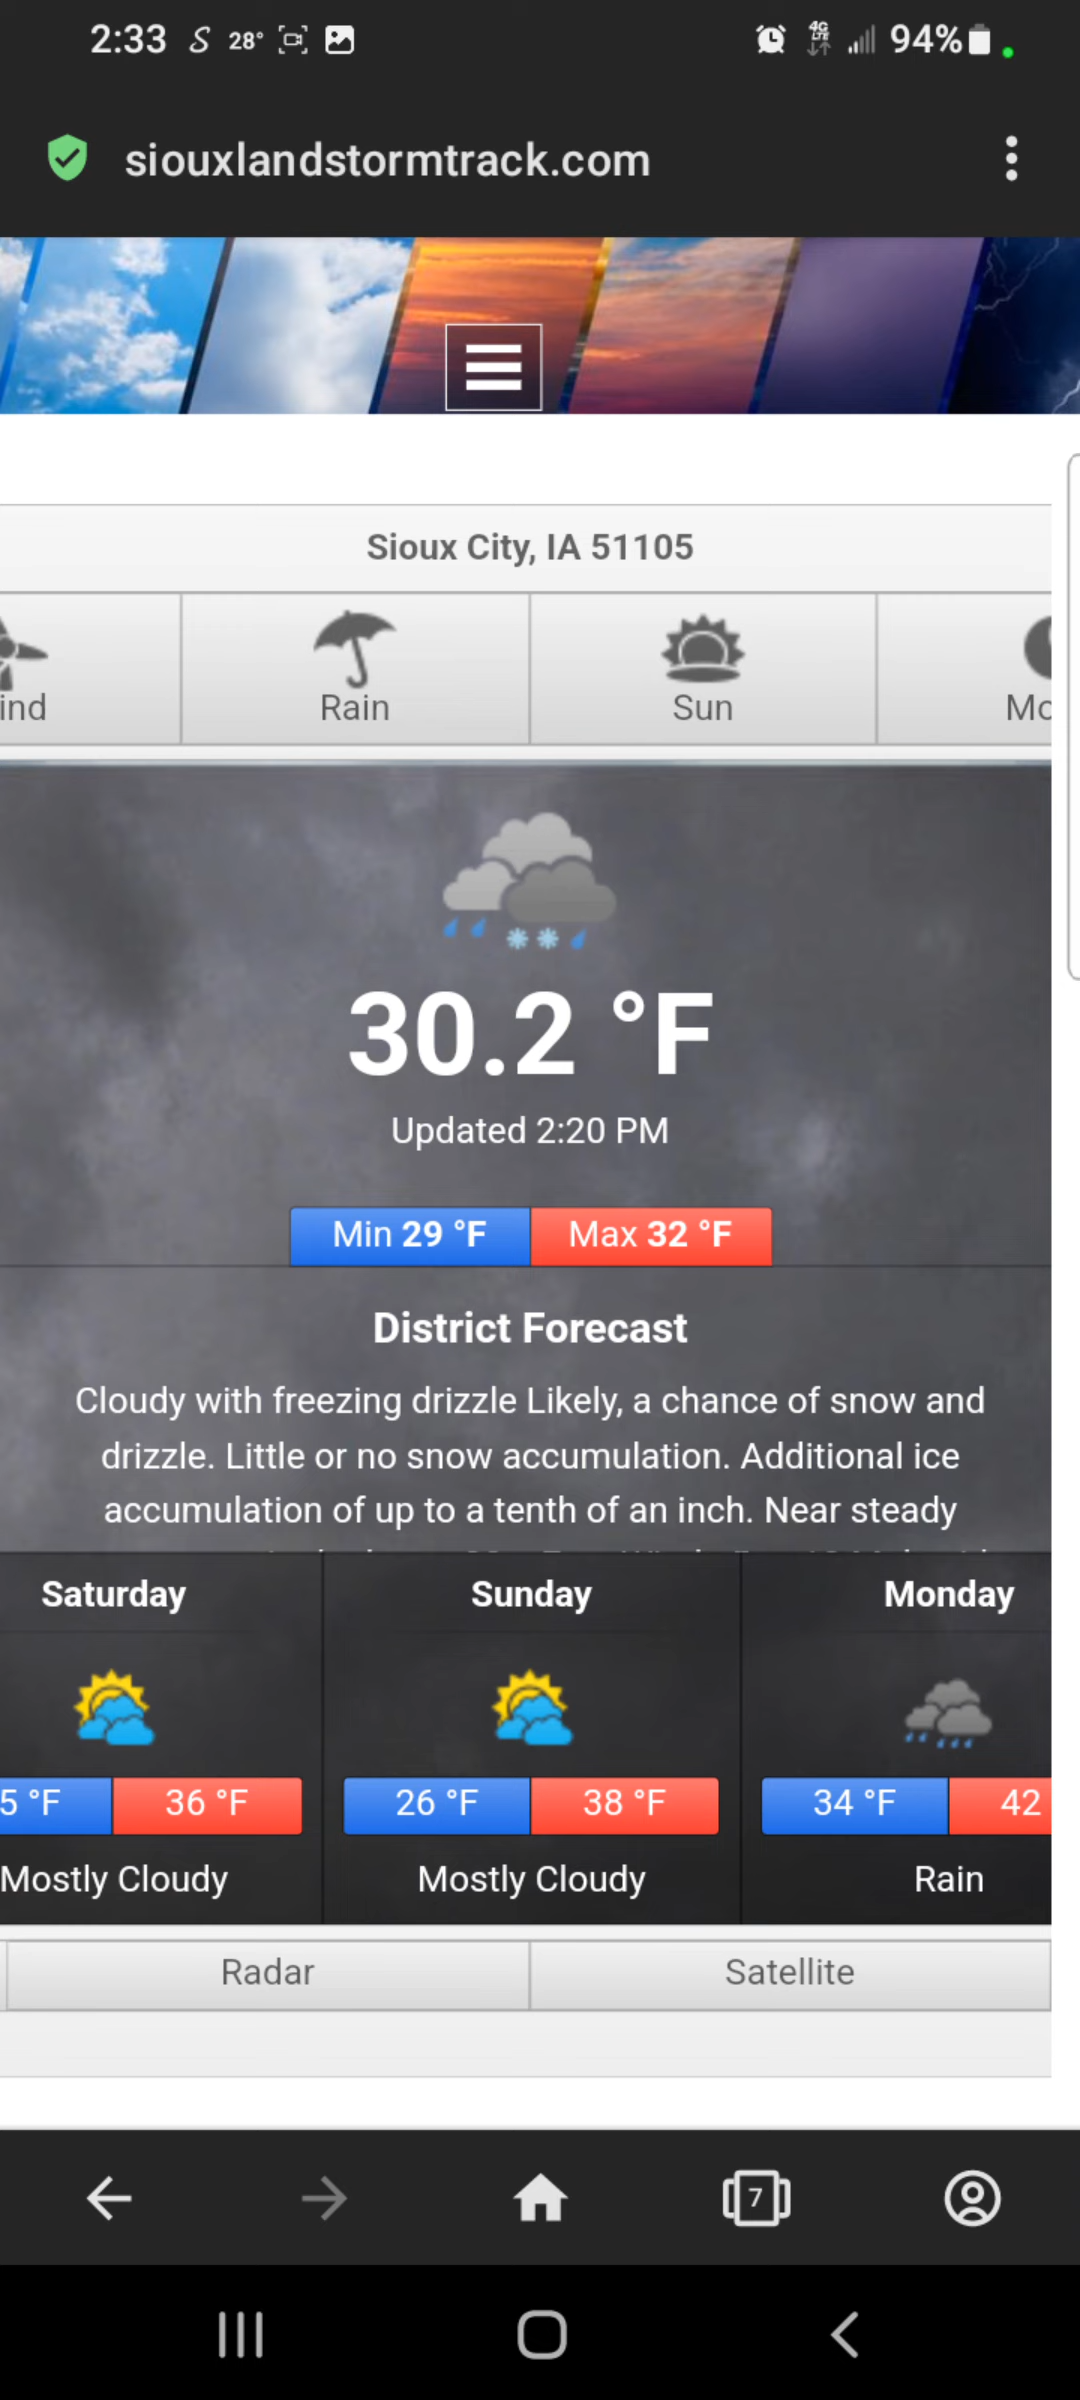 2:33 S 28° 4G LTE 94%
siouxlandstormtrack.com
Sioux City, IA 51105
ind Rain Sun Mo
30.2 °F
Updated 2:20 PM
Min 29 °F Max 32 °F
District Forecast
Cloudy with freezing drizzle Likely, a chance of snow and
drizzle. Little or no snow accumulation. Additional ice
accumulation of up to a tenth of an inch. Near steady
Saturday Sunday Monday
5 °F 36 °F 26 °F 38 °F 34 °F 42
Mostly Cloudy Mostly Cloudy Rain
Radar Satellite
7